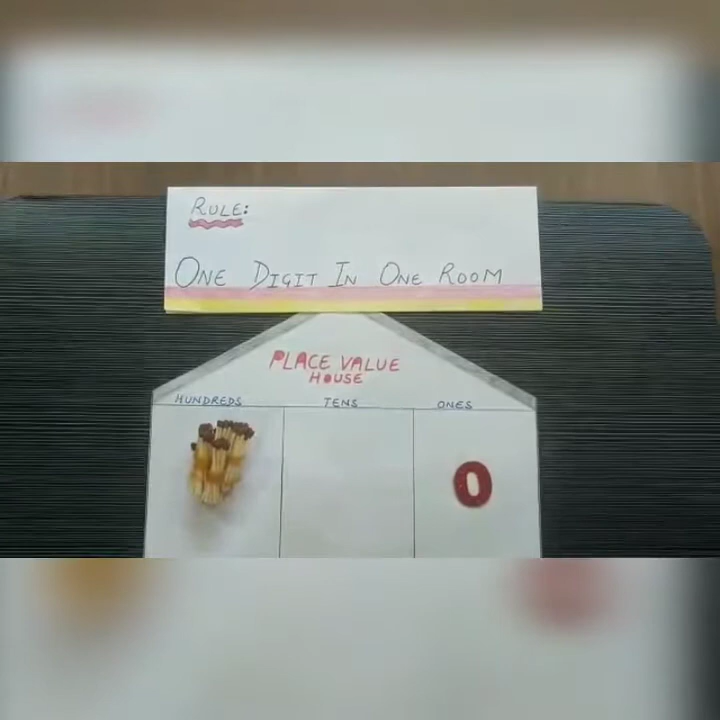 RULE:
ONE DIGIT IN ONE ROOM
PLACE VALUE
HOUSE
HUNDREDS TENS ONES
0